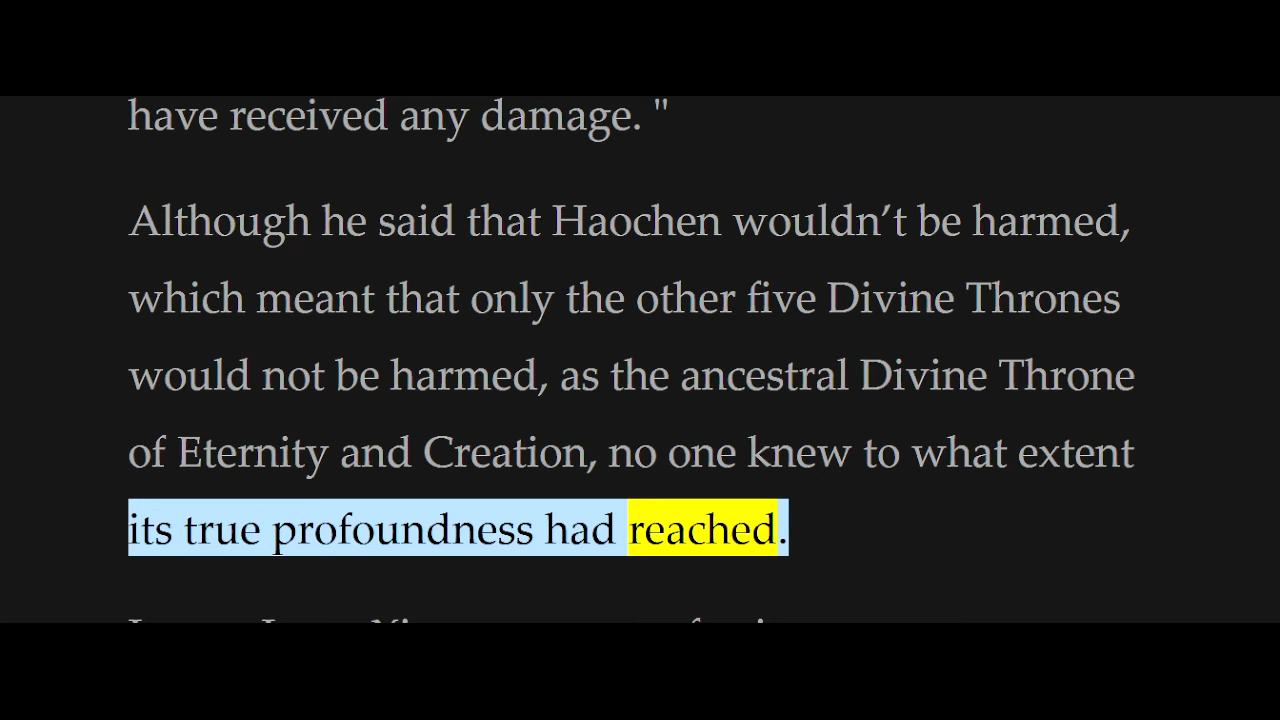 have received any damage. "
Although he said that Haochen wouldn’t be harmed,
which meant that only the other five Divine Thrones
would not be harmed, as the ancestral Divine Throne
of Eternity and Creation, no one knew to what extent
its true profoundness had reached.